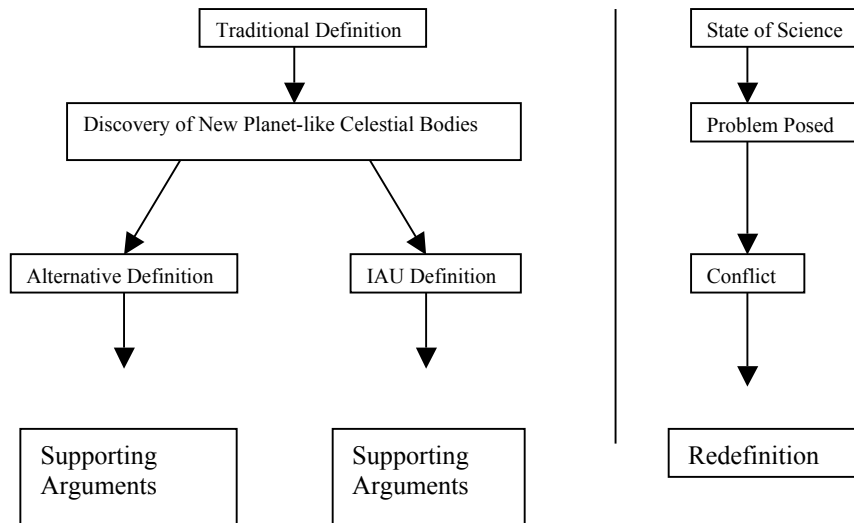 Traditional Definition
State of Science
Discovery of New Planet-like Celestial Bodies
Problem Posed
Alternative Definition
IAU Definition
Conflict
Supporting
Arguments
Supporting
Arguments
Redefinition